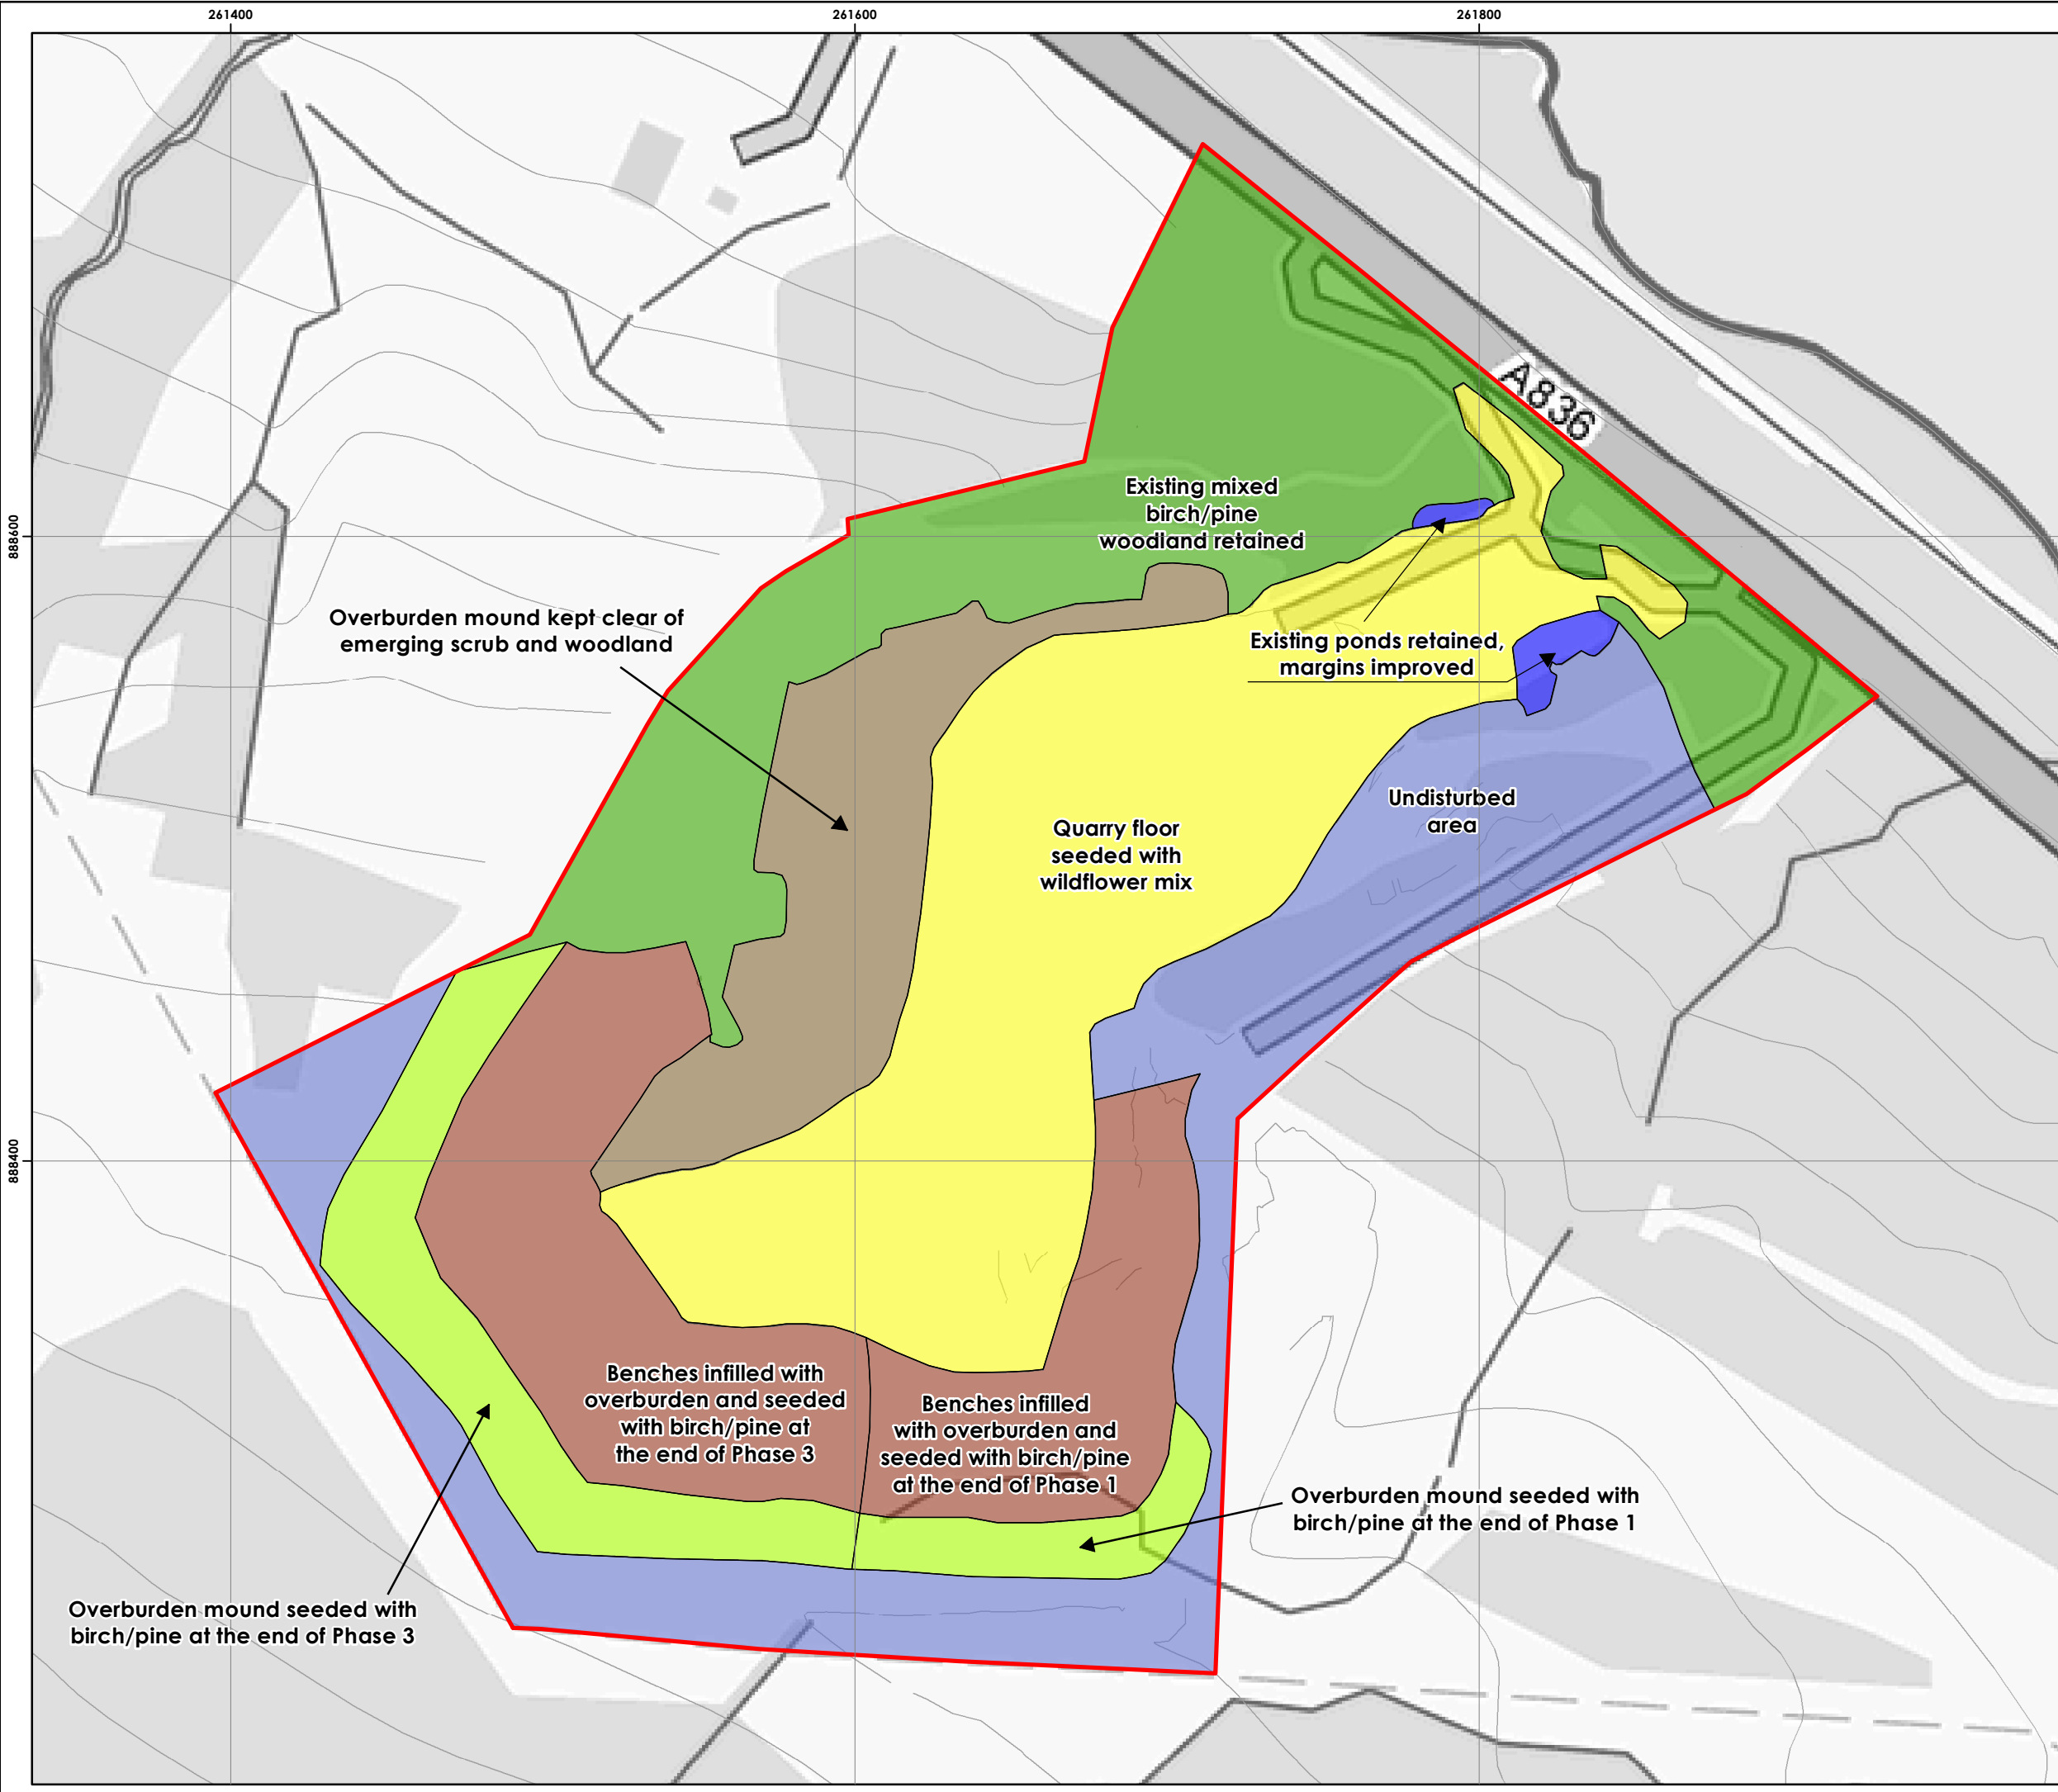 261400
261600
261800
A836
Existing mixed
birch/pine
woodland retained
888600
Overburden mound kept clear of
emerging scrub and woodland
Existing ponds retained,
margins improved
Undisturbed
area
Quarry floor
seeded with
wildflower mix
888400
Benches infilled with
overburden and seeded
with birch/pine at
the end of Phase 3
Benches infilled
with overburden and
seeded with birch/pine
at the end of Phase 1
Overburden mound seeded with
birch/pine at the end of Phase 1
Overburden mound seeded with
birch/pine at the end of Phase 3